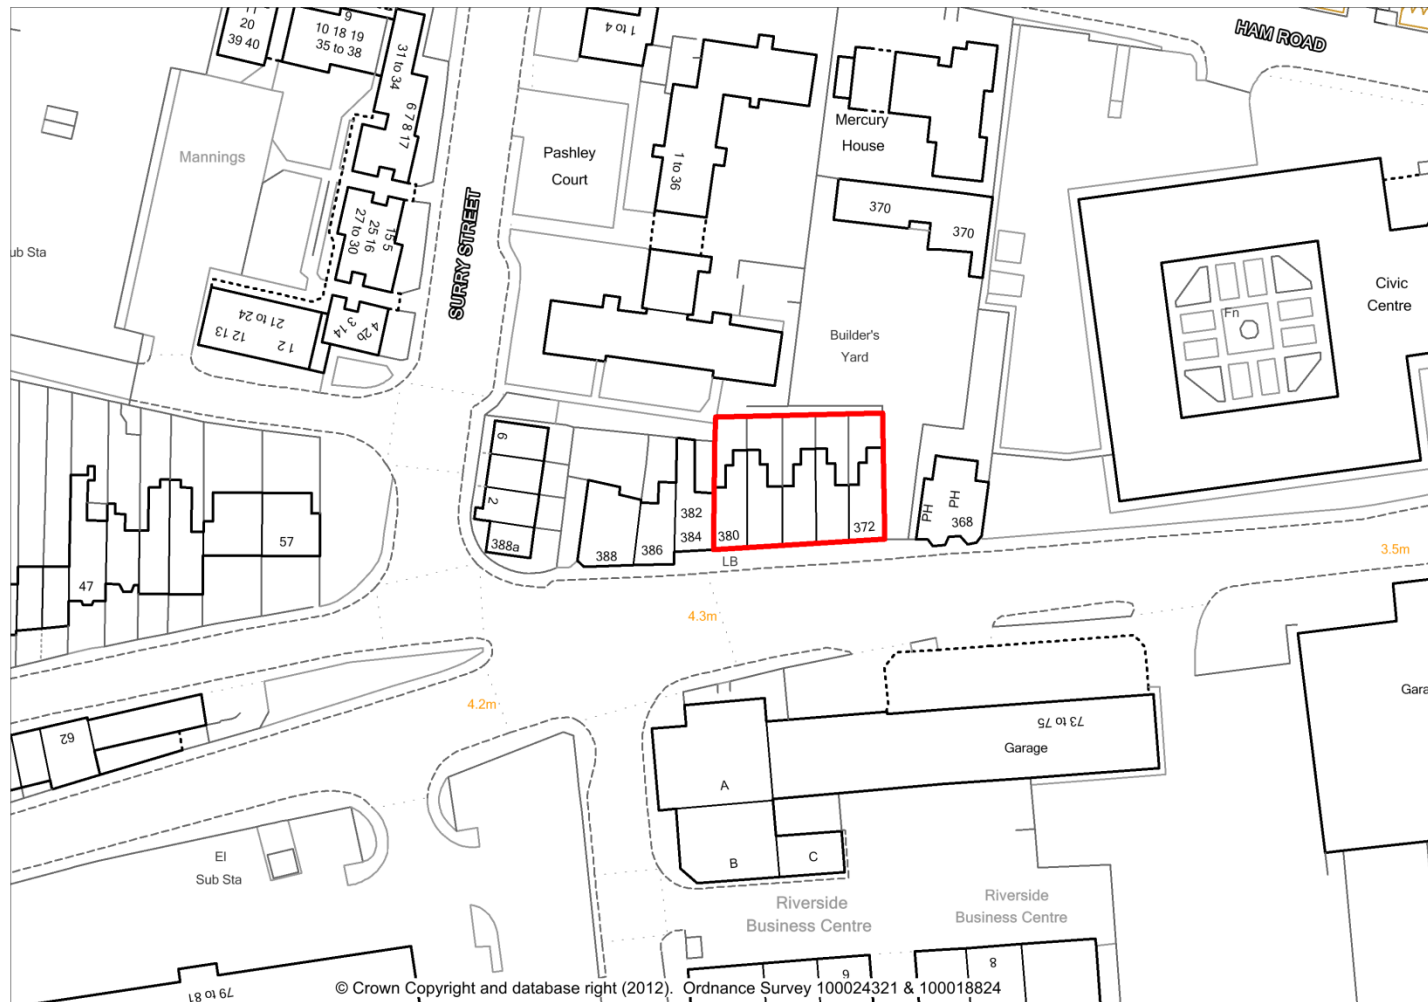 20
39 40
9
10 18 19
35 to 38
31 to 34
6 7 8 17
1 to 4
HAM ROAD
Mannings
Pashley
Court
1 to 36
Mercury
House
370
370
SURRY STREET
15 5
25 16
27 to 30
ub Sta
12 13
21 to 24
1 2
3 14
4 26
Builder's
Yard
Civic
Centre
Fn
6
2
388a
388
386
382
384
380
372
LB
PH
PH
368
57
47
3.5m
4.3m
4.2m
62
73 to 75
Garage
Gara
A
B
C
El
Sub Sta
Riverside
Business Centre
Riverside
Business Centre
79 to 81
9
8
© Crown Copyright and database right (2012). Ordnance Survey 100024321 & 100018824